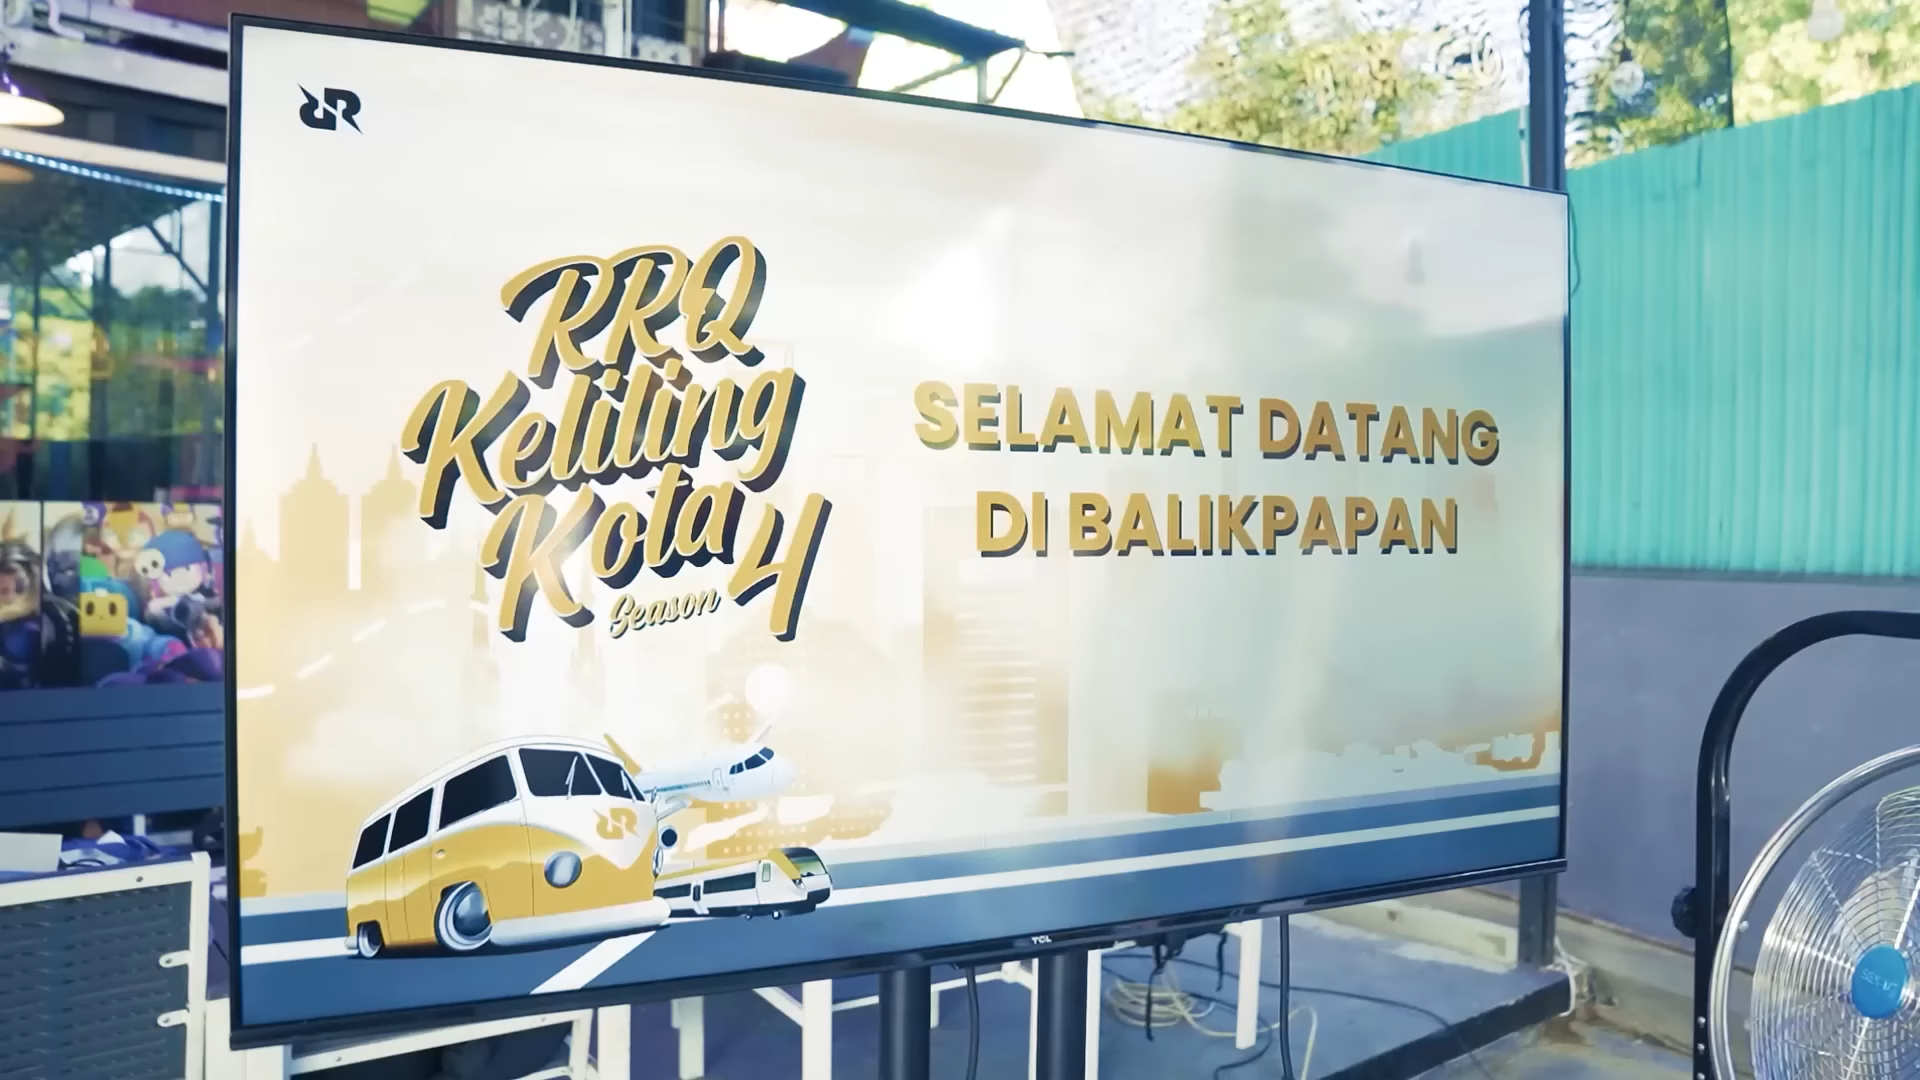 RRQ
Keliling
Kota 4
Season
SELAMAT DATANG
DI BALIKPAPAN
TCL